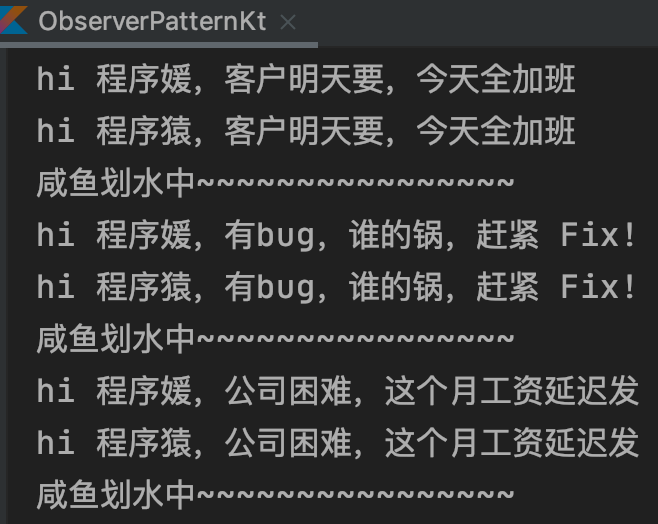 ObserverPatternKt ×
hi 程序媛，客户明天要，今天全加班
hi 程序猿，客户明天要，今天全加班
咸鱼划水中~~~~~~~~~~~~~~~~
hi 程序媛，有bug，谁的锅，赶紧 Fix！
hi 程序猿，有bug，谁的锅，赶紧 Fix！
咸鱼划水中~~~~~~~~~~~~~~~~
hi 程序媛，公司困难，这个月工资延迟发
hi 程序猿，公司困难，这个月工资延迟发
咸鱼划水中~~~~~~~~~~~~~~~~